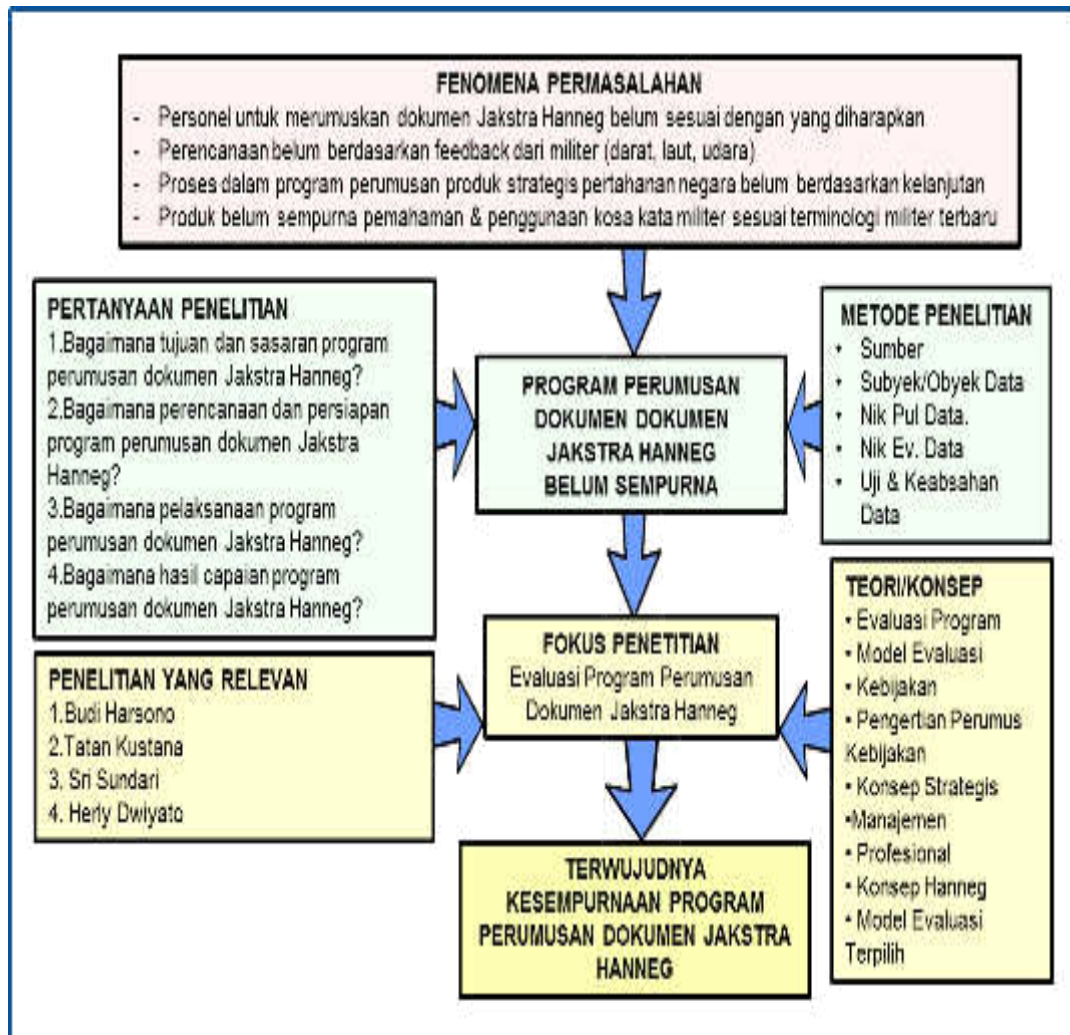 FENOMENA PERMASALAHAN
- Personel untuk merumuskan dokumen Jakstra Hanneg belum sesuai dengan yang diharapkan
- Perencanaan belum berdasarkan feedback dari militer (darat, laut, udara)
- Proses dalam program perumusan produk strategis pertahanan negara belum berdasarkan kelanjutan
- Produk belum sempurna pemahaman & penggunaan kosa kata militer sesuai terminologi militer terbaru
PERTANYAAN PENELITIAN
1.Bagaimana tujuan dan sasaran program
perumusan dokumen Jakstra Hanneg?
2.Bagaimana perencanaan dan persiapan
program perumusan dokumen Jakstra
Hanneg?
3.Bagaimana pelaksanaan program
perumusan dokumen Jakstra Hanneg?
4.Bagaimana hasil capaian program
perumusan dokumen Jakstra Hanneg?
PROGRAM PERUMUSAN
DOKUMEN DOKUMEN
JAKSTRA HANNEG
BELUM SEMPURNA
METODE PENELITIAN
• Sumber
• Subyek/Obyek Data
• Nik Pul Data.
• Nik Ev. Data
• Uji & Keabsahan
Data
PENELITIAN YANG RELEVAN
1.Budi Harsono
2.Tatan Kustana
3. Sri Sundari
4. Herly Dwiyato
FOKUS PENETITIAN
Evaluasi Program Perumusan
Dokumen Jakstra Hanneg
TEORI/KONSEP
• Evaluasi Program
• Model Evaluasi
• Kebijakan
• Pengertian Perumus
Kebijakan
• Konsep Strategis
•Manajemen
• Profesional
• Konsep Hanneg
• Model Evaluasi
Terpilih
TERWUJUDNYA
KESEMPURNAAN PROGRAM
PERUMUSAN DOKUMEN JAKSTRA
HANNEG